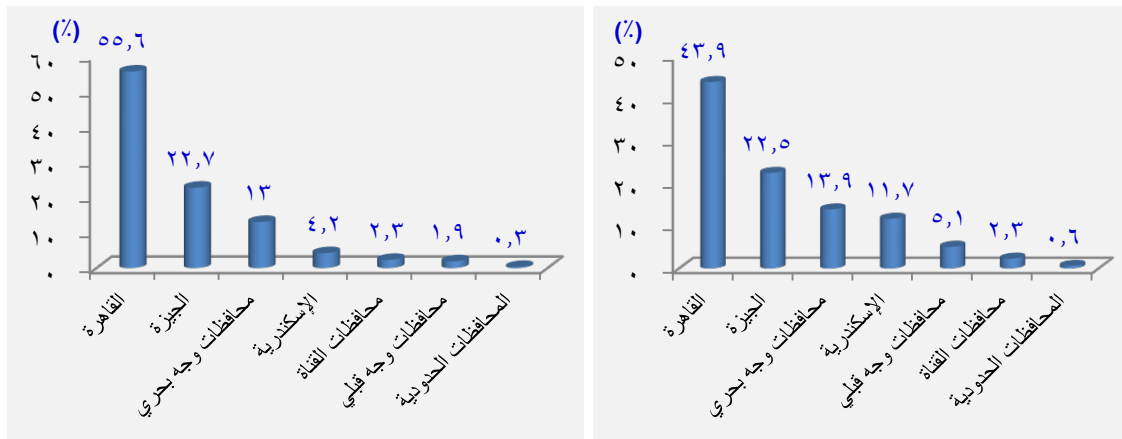 (٪)
٥٥,٦
٢٢,٧
١٣
٤,٢
٢,٣
١,٩
٠,٣
٦٠
٥٠
٤٠
٣٠
٢٠
١٠
٠
القاهرة
الجيزة
محافظات وجه بحري
الإسكندرية
محافظات القناة
محافظات وجه قبلي
المحافظات الحدودية
(٪)
٤٣,٩
٢٢,٥
١٣,٩
١١,٧
٥,١
٢,٣
٠,٦
٥٠
٤٠
٣٠
٢٠
١٠
٠
القاهرة
الجيزة
محافظات وجه بحري
الإسكندرية
محافظات وجه قبلي
محافظات القناة
المحافظات الحدودية